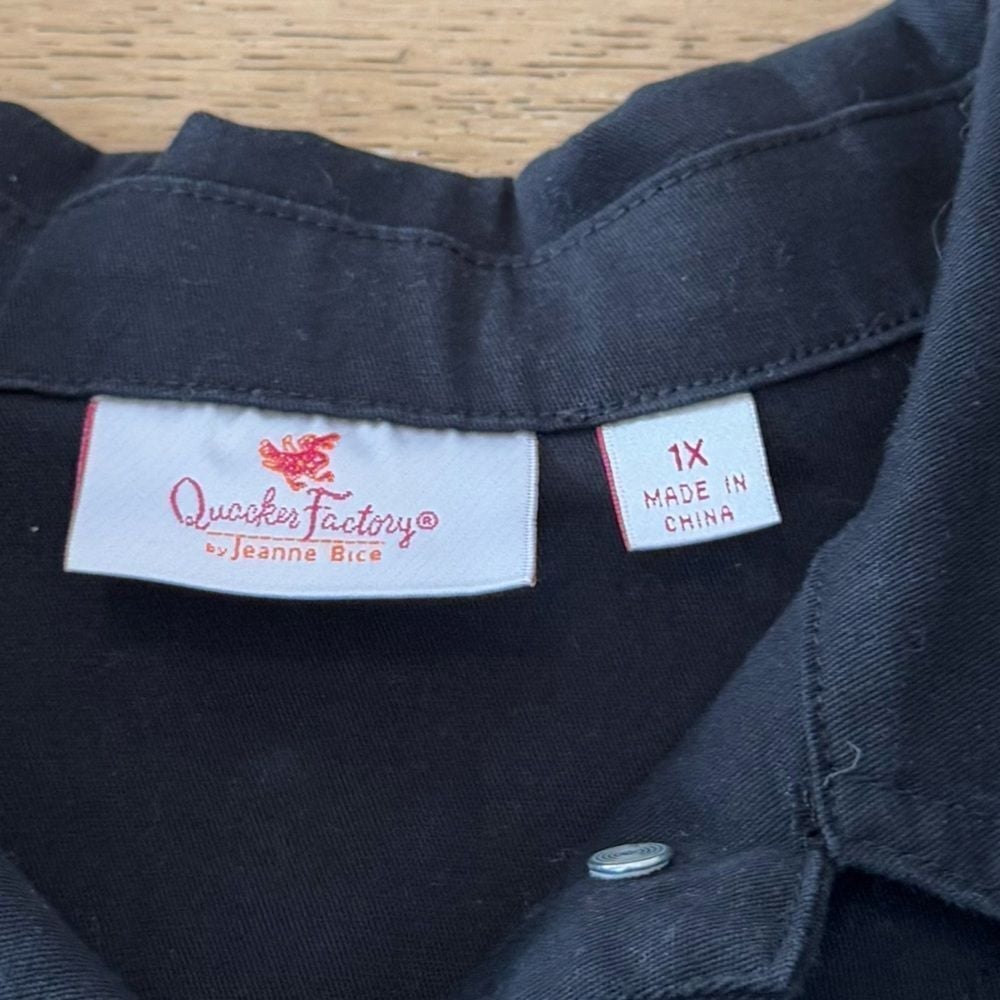 Quacker Factory®
by Jeanne Bice
1X
MADE IN
CHINA